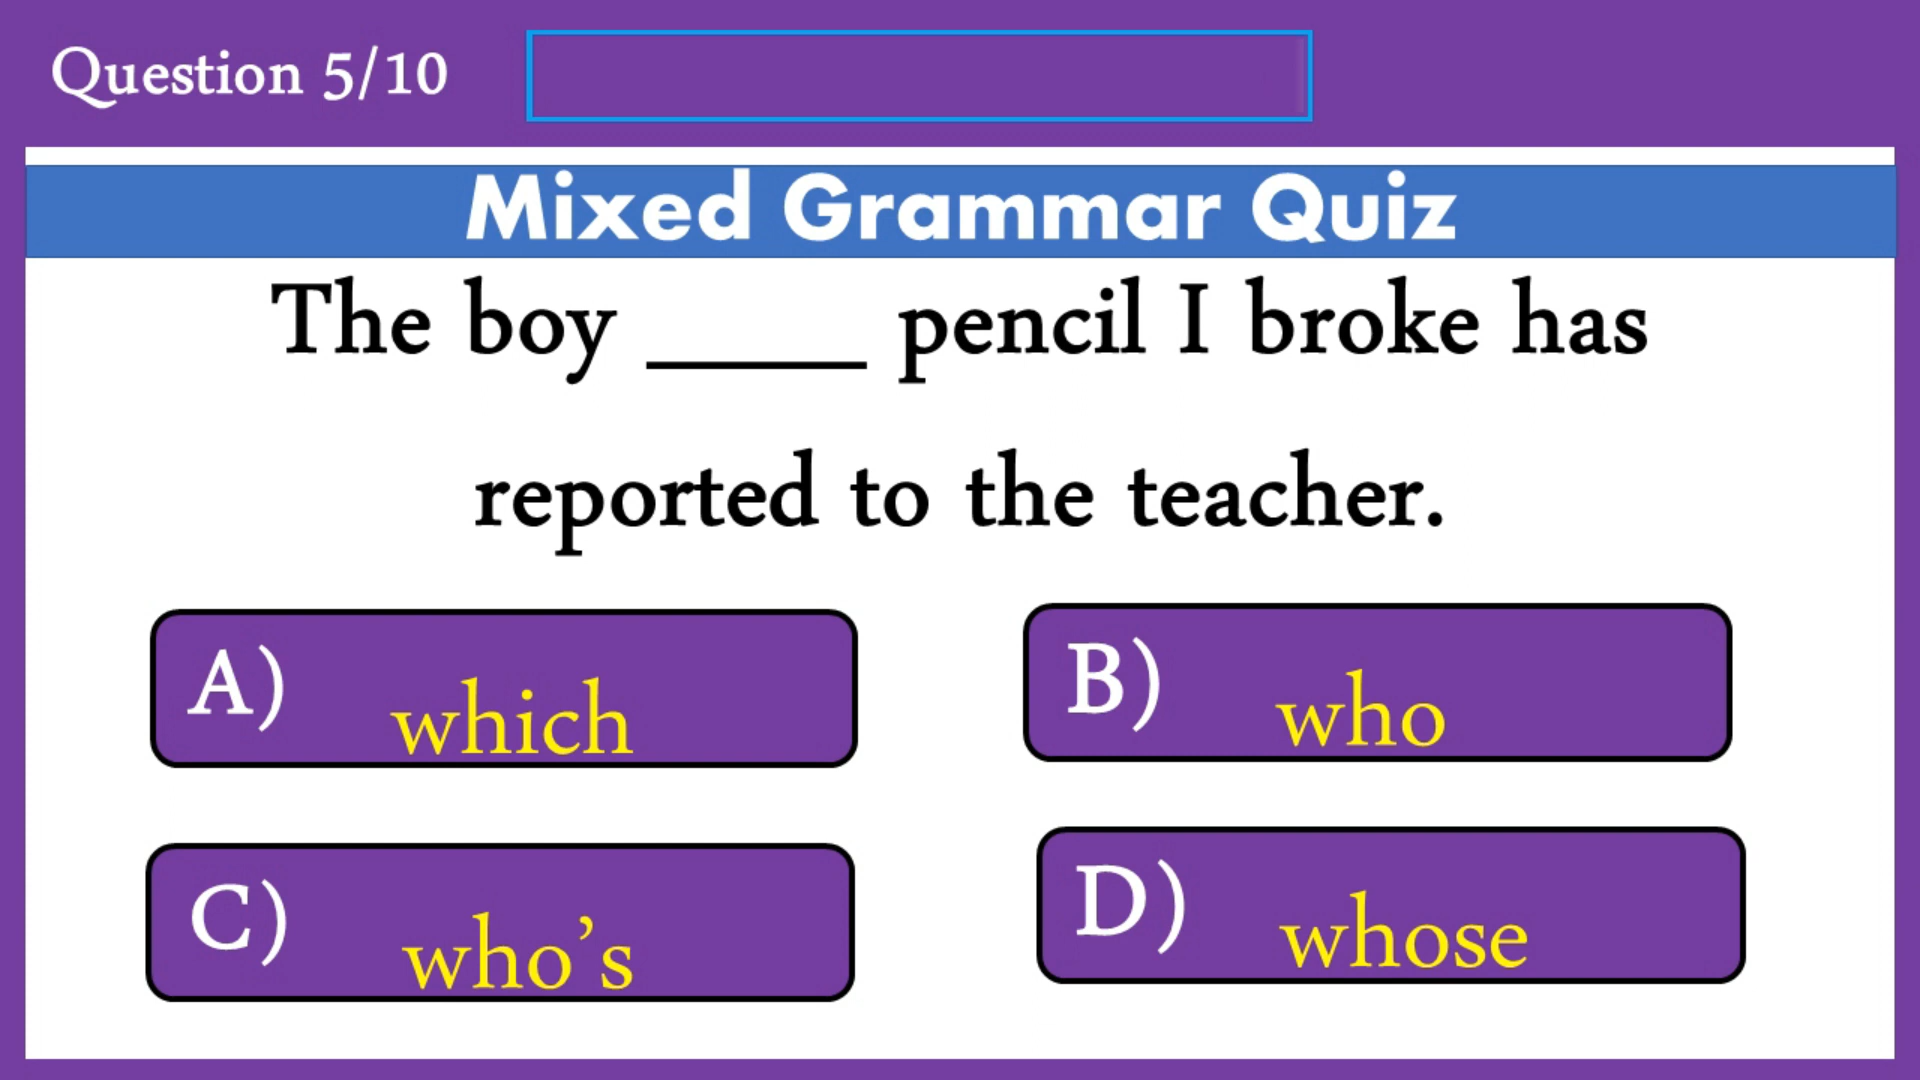 Question 5/10
Mixed Grammar Quiz
The boy ____ pencil I broke has
reported to the teacher.
A) which
B) who
C) who’s
D) whose